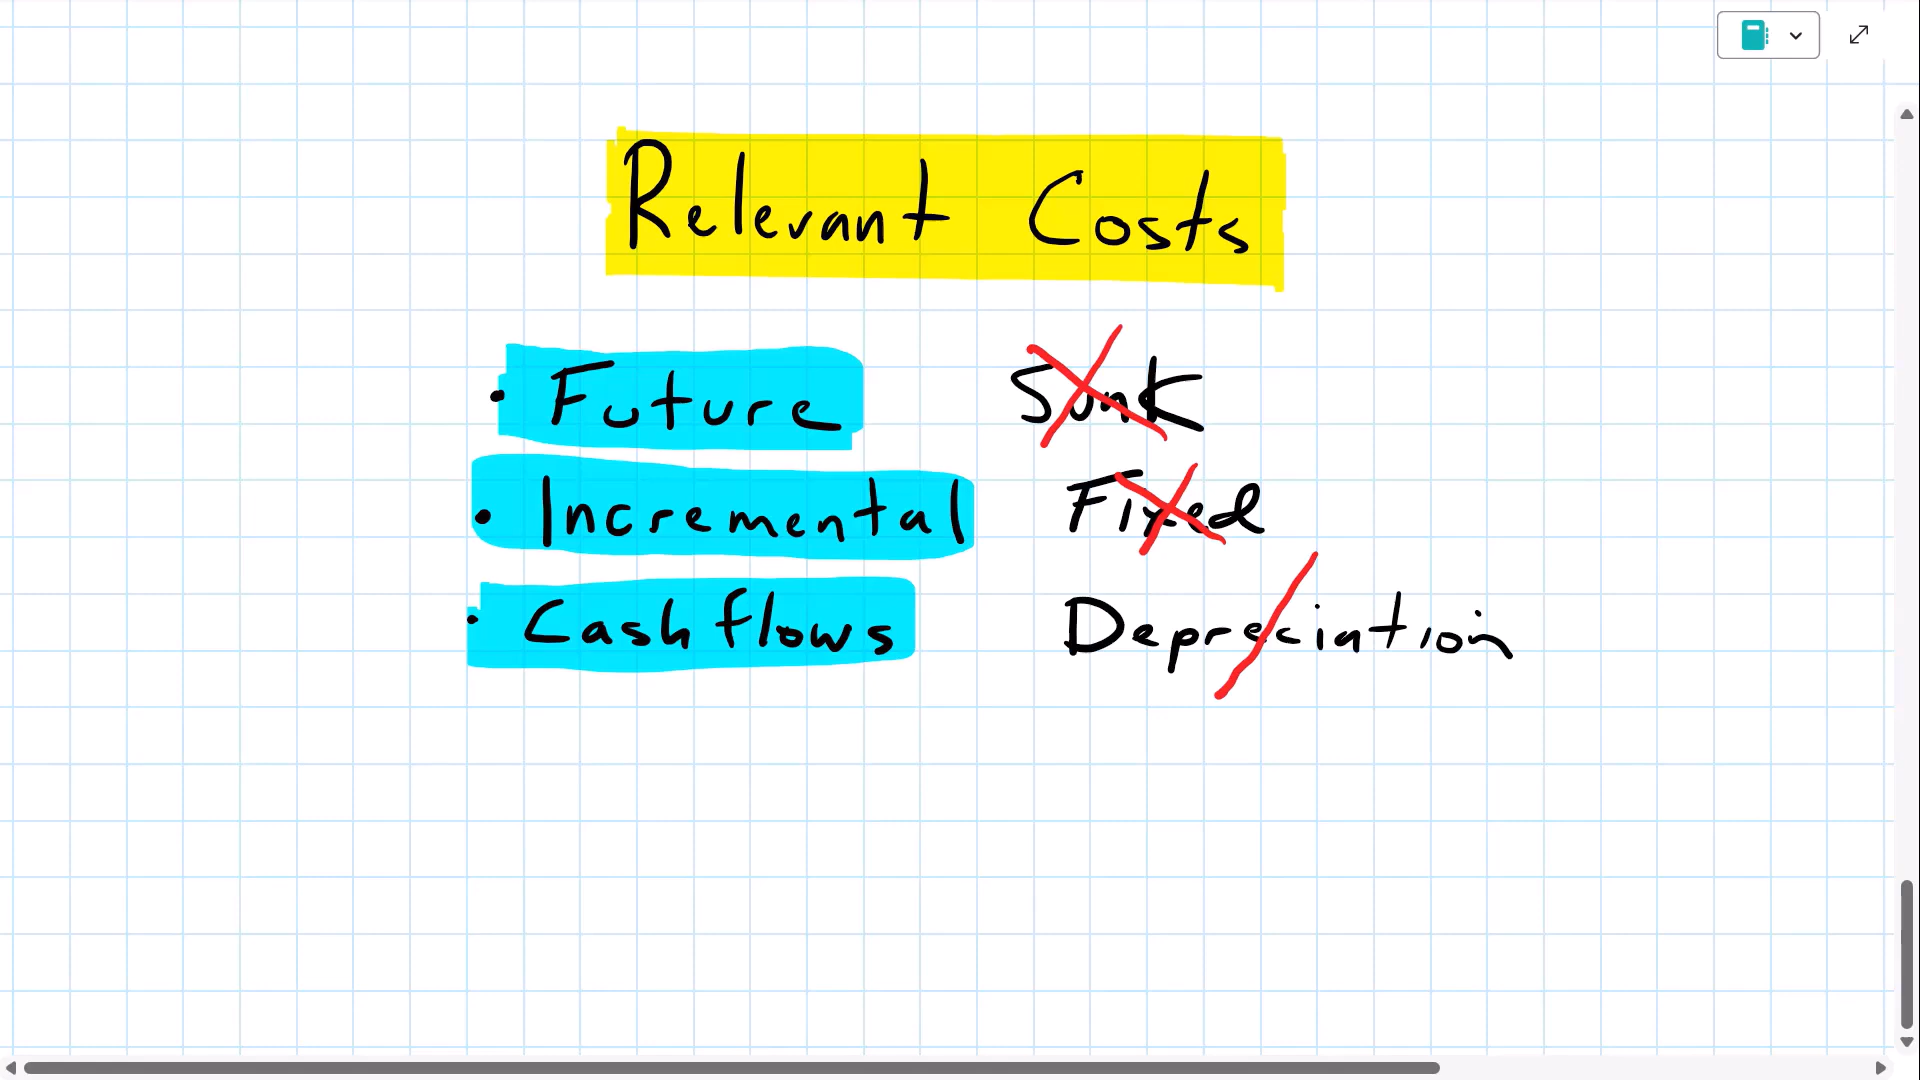 Relevant Costs
• Future Sunk
• Incremental Fixed
• Cash flows Depreciation